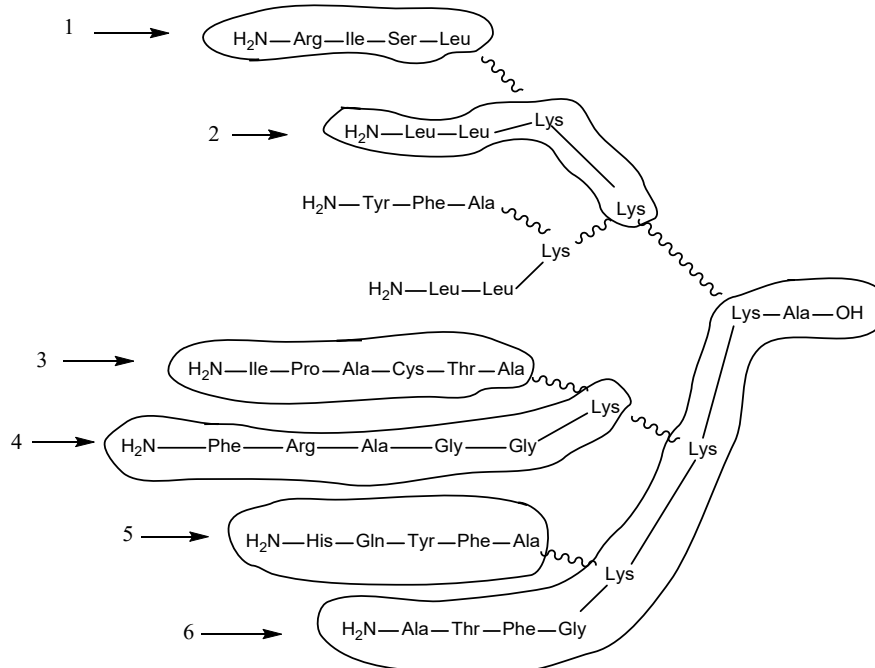 1 H₂N—Arg—Ile—Ser—Leu
2 H₂N—Leu—Leu—Lys
Lys
H₂N—Tyr—Phe—Ala
Lys
H₂N—Leu—Leu
Lys—Ala—OH
3 H₂N—Ile—Pro—Ala—Cys—Thr—Ala
Lys
4 H₂N—Phe—Arg—Ala—Gly—Gly
Lys
5 H₂N—His—Gln—Tyr—Phe—Ala
Lys
6 H₂N—Ala—Thr—Phe—Gly